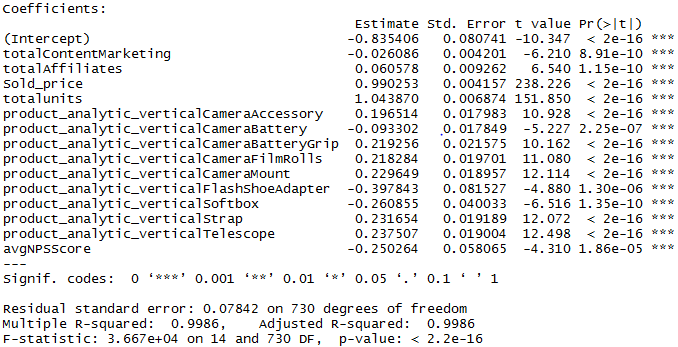 Coefficients:
Estimate Std. Error t value Pr(>|t|)
(Intercept) -0.835406 0.080741 -10.347 < 2e-16 ***
totalContentMarketing -0.026086 0.004201 -6.210 8.91e-10 ***
totalAffiliates 0.060578 0.009262 6.540 1.15e-10 ***
Sold_price 0.990253 0.004157 238.226 < 2e-16 ***
totalunits 1.043870 0.006874 151.850 < 2e-16 ***
product_analytic_verticalCameraAccessory 0.196514 0.017983 10.928 < 2e-16 ***
product_analytic_verticalCameraBattery -0.093302 0.017849 -5.227 2.25e-07 ***
product_analytic_verticalCameraBatteryGrip 0.219256 0.021575 10.162 < 2e-16 ***
product_analytic_verticalCameraFilmRolls 0.218284 0.019701 11.080 < 2e-16 ***
product_analytic_verticalCameraMount 0.229649 0.018957 12.114 < 2e-16 ***
product_analytic_verticalFlashShoeAdapter -0.397843 0.081527 -4.880 1.30e-06 ***
product_analytic_verticalSoftbox -0.260855 0.040033 -6.516 1.35e-10 ***
product_analytic_verticalStrap 0.231654 0.019189 12.072 < 2e-16 ***
product_analytic_verticalTelescope 0.237507 0.019004 12.498 < 2e-16 ***
avgNPSScore -0.250264 0.058065 -4.310 1.86e-05 ***
---
Signif. codes: 0 ‘***’ 0.001 ‘**’ 0.01 ‘*’ 0.05 ‘.’ 0.1 ‘ ’ 1
Residual standard error: 0.07842 on 730 degrees of freedom
Multiple R-squared: 0.9986, Adjusted R-squared: 0.9986
F-statistic: 3.667e+04 on 14 and 730 DF, p-value: < 2.2e-16